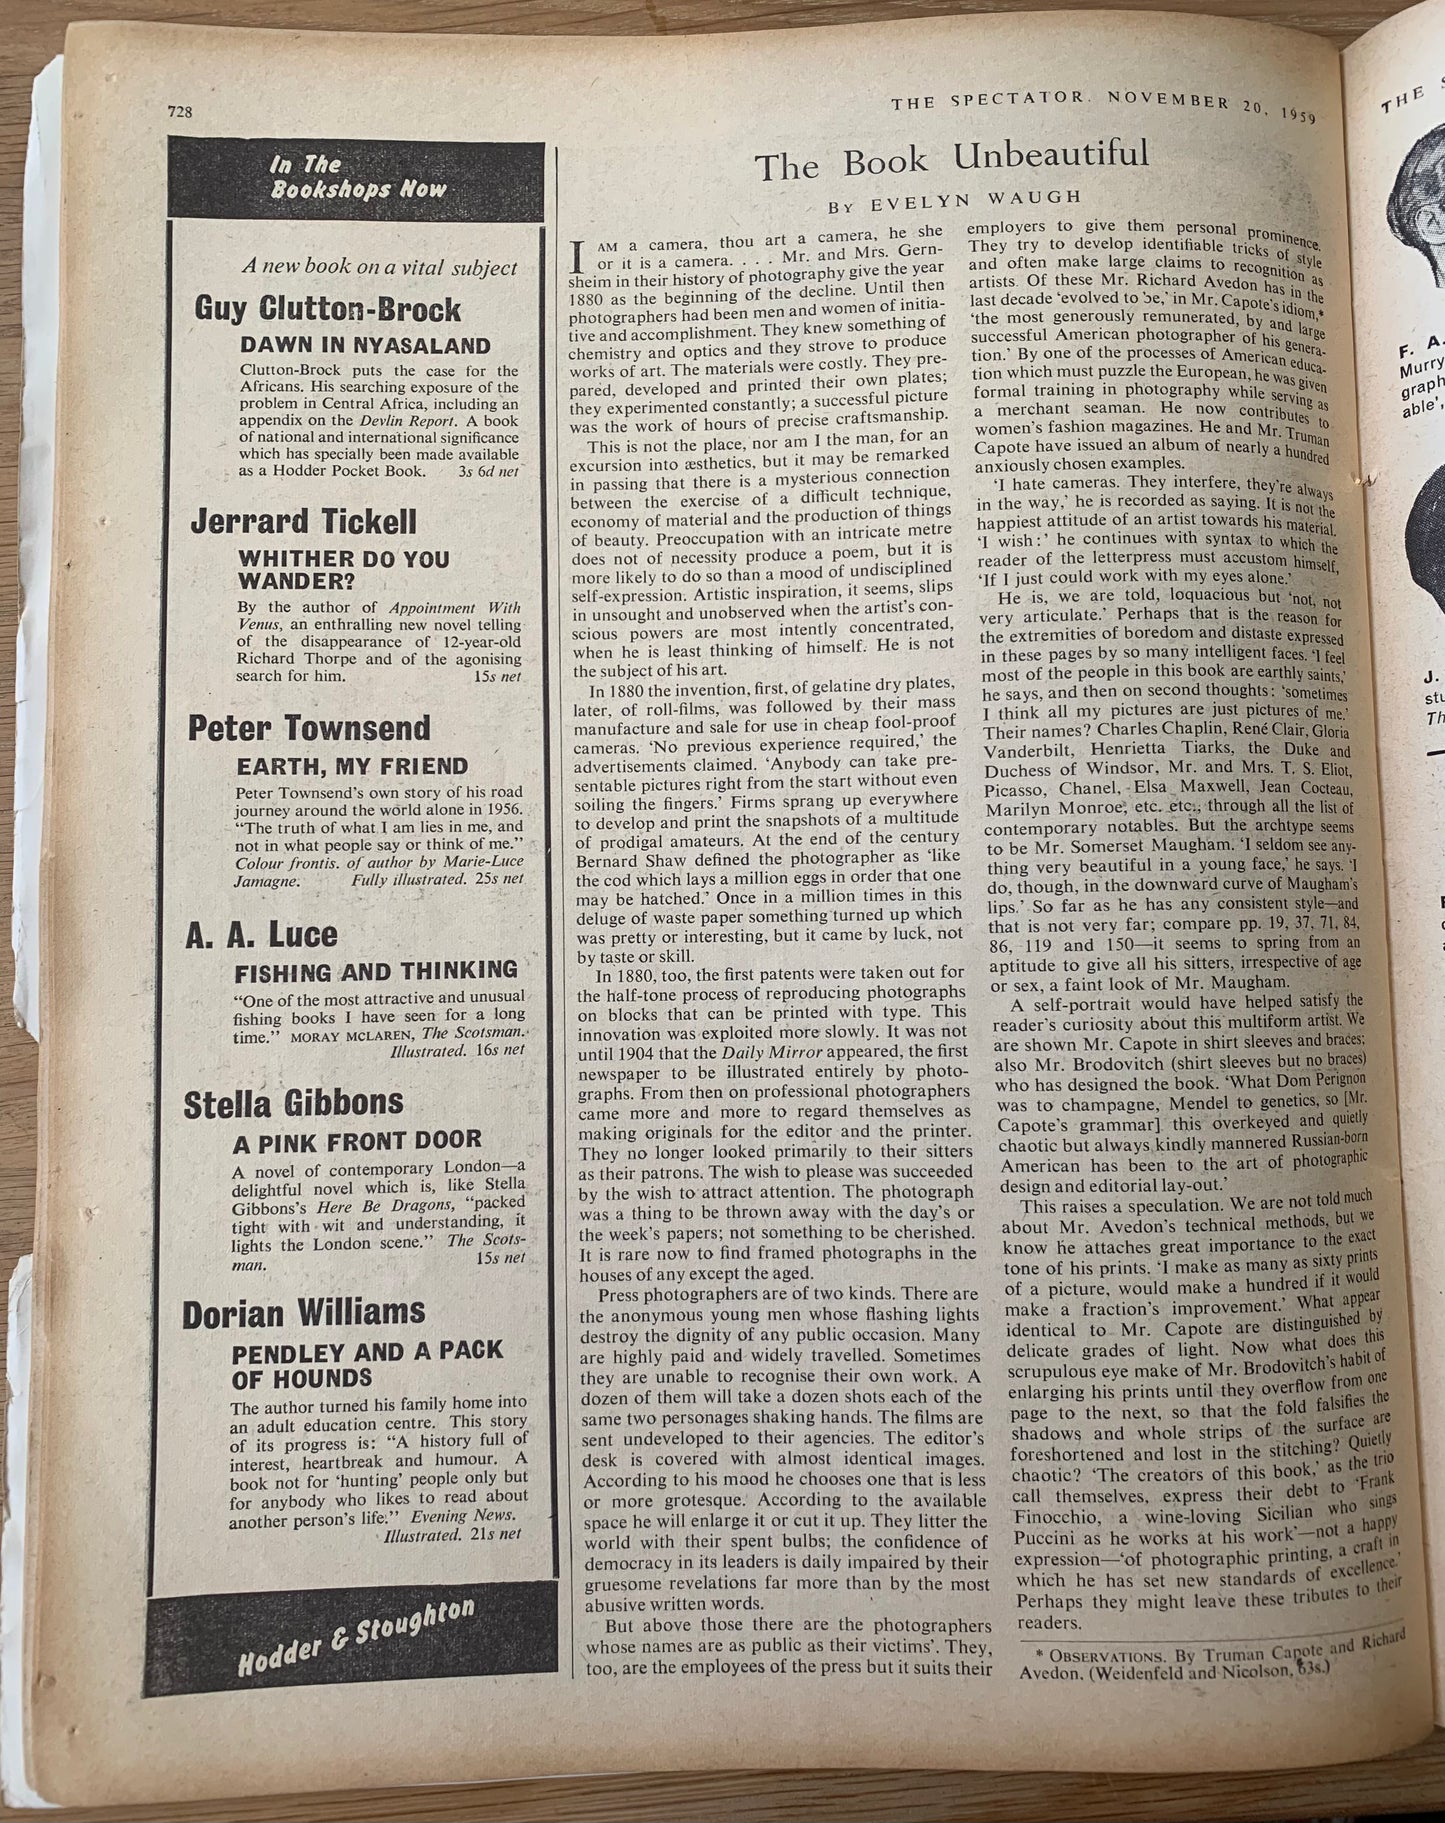 728
THE SPECTATOR. NOVEMBER 20, 1959
In The
Bookshops Now
A new book on a vital subject
Guy Clutton-Brock
DAWN IN NYASALAND
Clutton-Brock puts the case for the
Africans. His searching exposure of the
problem in Central Africa, including an
appendix on the Devlin Report. A book
of national and international significance
which has specially been made available
as a Hodder Pocket Book. 3s 6d net
Jerrard Tickell
WHITHER DO YOU
WANDER?
By the author of Appointment With
Venus, an enthralling new novel telling
of the disappearance of 12-year-old
Richard Thorpe and of the agonising
search for him. 15s net
Peter Townsend
EARTH, MY FRIEND
Peter Townsend's own story of his road
journey around the world alone in 1956.
"The truth of what I am lies in me, and
not in what people say or think of me."
Colour frontis. of author by Marie-Luce
Jamagne. Fully illustrated. 25s net
A. A. Luce
FISHING AND THINKING
"One of the most attractive and unusual
fishing books I have seen for a long
time." MORAY MCLAREN, The Scotsman.
Illustrated. 16s net
Stella Gibbons
A PINK FRONT DOOR
A novel of contemporary London—a
delightful novel which is, like Stella
Gibbons's Here Be Dragons, "packed
tight with wit and understanding, it
lights the London scene." The Scots-
man. 15s net
Dorian Williams
PENDLEY AND A PACK
OF HOUNDS
The author turned his family home into
an adult education centre. This story
of its progress is: "A history full of
interest, heartbreak and humour. A
book not for 'hunting' people only but
for anybody who likes to read about
another person's life." Evening News.
Illustrated. 21s net
Hodder & Stoughton
The Book Unbeautiful
BY EVELYN WAUGH
I AM a camera, thou art a camera, he she
or it is a camera. . . . Mr. and Mrs. Gern-
sheim in their history of photography give the year
1880 as the beginning of the decline. Until then
photographers had been men and women of initia-
tive and accomplishment. They knew something of
chemistry and optics and they strove to produce
works of art. The materials were costly. They pre-
pared, developed and printed their own plates;
they experimented constantly; a successful picture
was the work of hours of precise craftsmanship.
This is not the place, nor am I the man, for an
excursion into æsthetics, but it may be remarked
in passing that there is a mysterious connection
between the exercise of a difficult technique,
economy of material and the production of things
of beauty. Preoccupation with an intricate metre
does not of necessity produce a poem, but it is
more likely to do so than a mood of undisciplined
self-expression. Artistic inspiration, it seems, slips
in unsought and unobserved when the artist's con-
scious powers are most intently concentrated,
when he is least thinking of himself. He is not
the subject of his art.
In 1880 the invention, first, of gelatine dry plates,
later, of roll-films, was followed by their mass
manufacture and sale for use in cheap fool-proof
cameras. 'No previous experience required,' the
advertisements claimed. 'Anybody can take pre-
sentable pictures right from the start without even
soiling the fingers.' Firms sprang up everywhere
to develop and print the snapshots of a multitude
of prodigal amateurs. At the end of the century
Bernard Shaw defined the photographer as 'like
the cod which lays a million eggs in order that one
may be hatched.' Once in a million times in this
deluge of waste paper something turned up which
was pretty or interesting, but it came by luck, not
by taste or skill.
In 1880, too, the first patents were taken out for
the half-tone process of reproducing photographs
on blocks that can be printed with type. This
innovation was exploited more slowly. It was not
until 1904 that the Daily Mirror appeared, the first
newspaper to be illustrated entirely by photo-
graphs. From then on professional photographers
came more and more to regard themselves as
making originals for the editor and the printer.
They no longer looked primarily to their sitters
as their patrons. The wish to please was succeeded
by the wish to attract attention. The photograph
was a thing to be thrown away with the day's or
the week's papers; not something to be cherished.
It is rare now to find framed photographs in the
houses of any except the aged.
Press photographers are of two kinds. There are
the anonymous young men whose flashing lights
destroy the dignity of any public occasion. Many
are highly paid and widely travelled. Sometimes
they are unable to recognise their own work. A
dozen of them will take a dozen shots each of the
same two personages shaking hands. The films are
sent undeveloped to their agencies. The editor's
desk is covered with almost identical images.
According to his mood he chooses one that is less
or more grotesque. According to the available
space he will enlarge it or cut it up. They litter the
world with their spent bulbs; the confidence of
democracy in its leaders is daily impaired by their
gruesome revelations far more than by the most
abusive written words.
But above those there are the photographers
whose names are as public as their victims'. They,
too, are the employees of the press but it suits their
employers to give them personal prominence.
They try to develop identifiable tricks of style
and often make large claims to recognition as
artists. Of these Mr. Richard Avedon has in the
last decade 'evolved to be,' in Mr. Capote's idiom,*
'the most generously remunerated, by and large
successful American photographer of his genera-
tion.' By one of the processes of American educa-
tion which must puzzle the European, he was given
formal training in photography while serving as
a merchant seaman. He now contributes to
women's fashion magazines. He and Mr. Truman
Capote have issued an album of nearly a hundred
anxiously chosen examples.
'I hate cameras. They interfere, they're always
in the way,' he is recorded as saying. It is not the
happiest attitude of an artist towards his material.
'I wish:' he continues with syntax to which the
reader of the letterpress must accustom himself,
'If I just could work with my eyes alone.'
He is, we are told, loquacious but 'not, not
very articulate.' Perhaps that is the reason for
the extremities of boredom and distaste expressed
in these pages by so many intelligent faces. 'I feel
most of the people in this book are earthly saints,'
he says, and then on second thoughts: 'sometimes
I think all my pictures are just pictures of me.'
Their names? Charles Chaplin, René Clair, Gloria
Vanderbilt, Henrietta Tiarks, the Duke and
Duchess of Windsor, Mr. and Mrs. T. S. Eliot,
Picasso, Chanel, Elsa Maxwell, Jean Cocteau,
Marilyn Monroe, etc. etc., through all the list of
contemporary notables. But the archtype seems
to be Mr. Somerset Maugham. 'I seldom see any-
thing very beautiful in a young face,' he says. 'I
do, though, in the downward curve of Maugham's
lips.' So far as he has any consistent style—and
that is not very far; compare pp. 19, 37, 71, 84,
86, 119 and 150—it seems to spring from an
aptitude to give all his sitters, irrespective of age
or sex, a faint look of Mr. Maugham.
A self-portrait would have helped satisfy the
reader's curiosity about this multiform artist. We
are shown Mr. Capote in shirt sleeves and braces;
also Mr. Brodovitch (shirt sleeves but no braces)
who has designed the book. 'What Dom Perignon
was to champagne, Mendel to genetics, so [Mr.
Capote's grammar] this overkeyed and quietly
chaotic but always kindly mannered Russian-born
American has been to the art of photographic
design and editorial lay-out.'
This raises a speculation. We are not told much
about Mr. Avedon's technical methods, but we
know he attaches great importance to the exact
tone of his prints. 'I make as many as sixty prints
of a picture, would make a hundred if it would
make a fraction's improvement.' What appear
identical to Mr. Capote are distinguished by
delicate grades of light. Now what does this
scrupulous eye make of Mr. Brodovitch's habit of
enlarging his prints until they overflow from one
page to the next, so that the fold falsifies the
shadows and whole strips of the surface are
foreshortened and lost in the stitching? Quietly
chaotic? 'The creators of this book,' as the trio
call themselves, express their debt to 'Frank
Finocchio, a wine-loving Sicilian who sings
Puccini as he works at his work'—not a happy
expression—'of photographic printing, a craft in
which he has set new standards of excellence.'
Perhaps they might leave these tributes to their
readers.
* OBSERVATIONS. By Truman Capote and Richard
Avedon. (Weidenfeld and Nicolson, 63s.)
THE
F. A.
Murry
graph
able',
J.
stu
Th